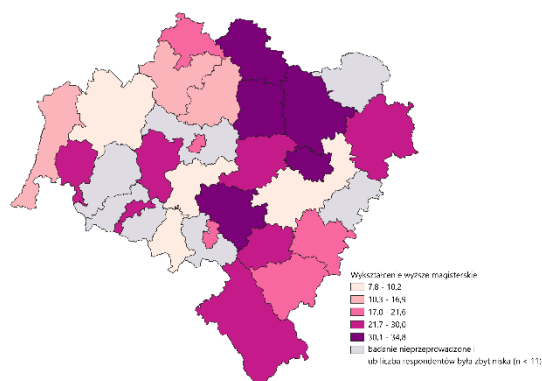 Wykształcenie wyższe magisterskie
7,8 - 10,2
10,3 - 16,9
17,0 - 21,6
21,7 - 30,0
30,1 - 34,8
badanie nieprzeprowadzone l
ub liczba respondentów była zbyt niska (n < 11)